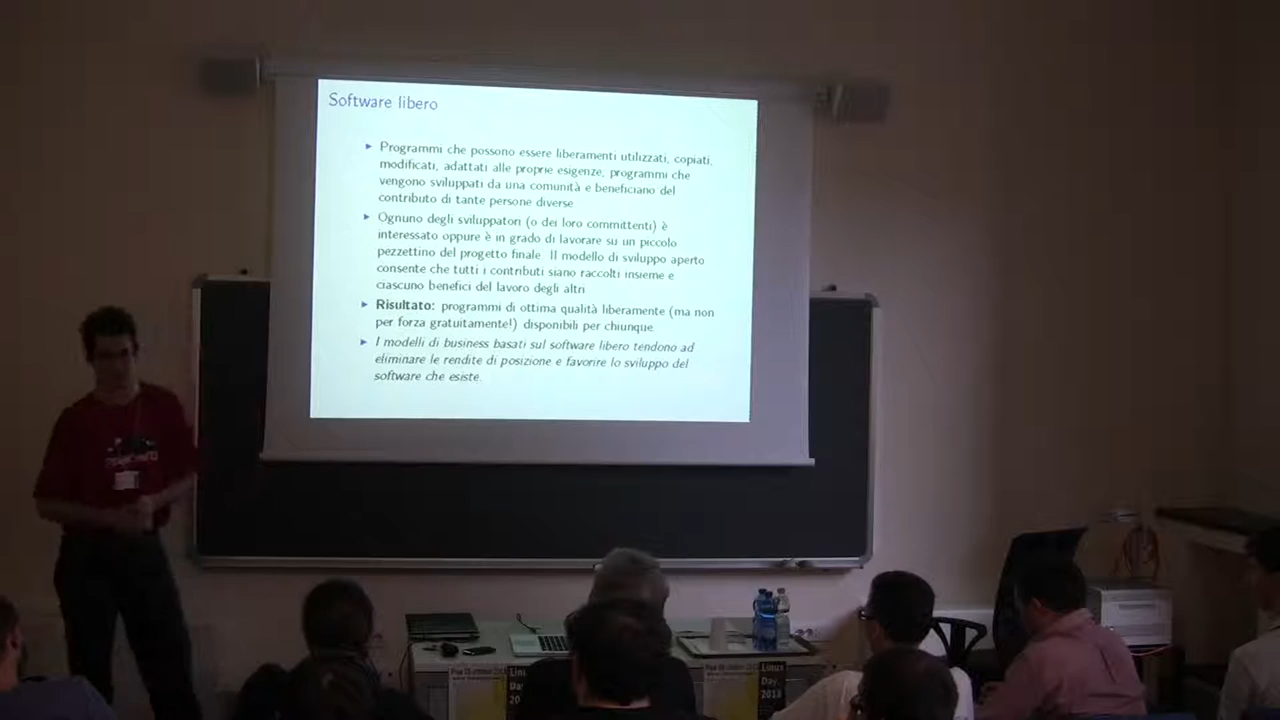 Software libero
Programmi che possono essere liberamenti utilizzati, copiati,
modificati, adattati alle proprie esigenze, programmi che
vengono sviluppati da una comunità e beneficiano del
contributo di tante persone diverse
Ognuno degli sviluppatori (o dei loro committenti) è
interessato oppure è in grado di lavorare su un piccolo
pezzettino del progetto finale. Il modello di sviluppo aperto
consente che tutti i contributi siano raccolti insieme e
ciascuno benefici del lavoro degli altri
Risultato: programmi di ottima qualità liberamente (ma non
per forza gratuitamente!) disponibili per chiunque.
I modelli di business basati sul software libero tendono ad
eliminare le rendite di posizione e favorire lo sviluppo del
software che esiste.
Linux
Day
2013